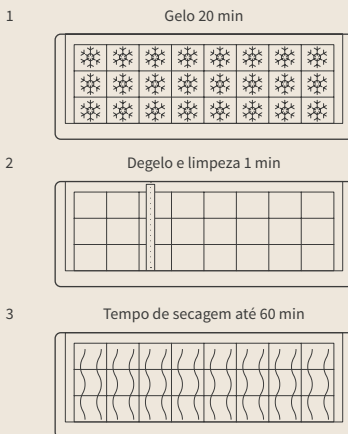 1 Gelo 20 min
2 Degelo e limpeza 1 min
3 Tempo de secagem até 60 min